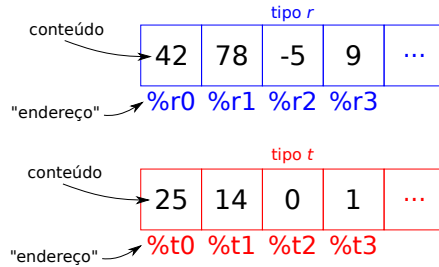 tipo r
conteúdo
42 78 -5 9 ...
"endereço" %r0 %r1 %r2 %r3
tipo t
conteúdo
25 14 0 1 ...
"endereço" %t0 %t1 %t2 %t3